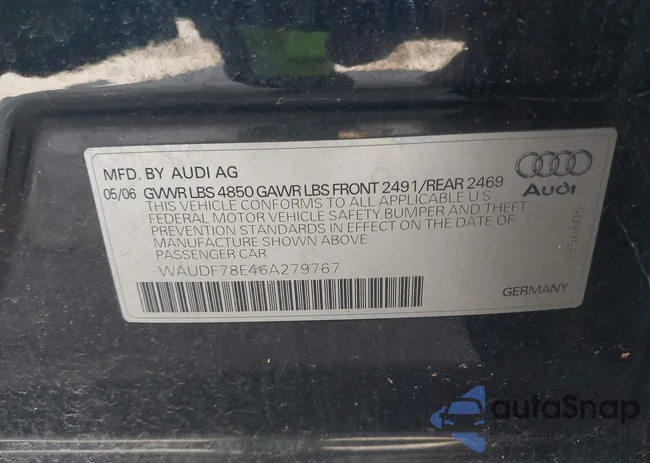 MFD. BY AUDI AG
05/06 GVWR LBS 4850 GAWR LBS FRONT 2491/REAR 2469
THIS VEHICLE CONFORMS TO ALL APPLICABLE U S
FEDERAL MOTOR VEHICLE SAFETY, BUMPER AND THEFT
PREVENTION STANDARDS IN EFFECT ON THE DATE OF
MANUFACTURE SHOWN ABOVE
PASSENGER CAR
WAUDF78E46A279767
Audi
GERMANY
autoSnap